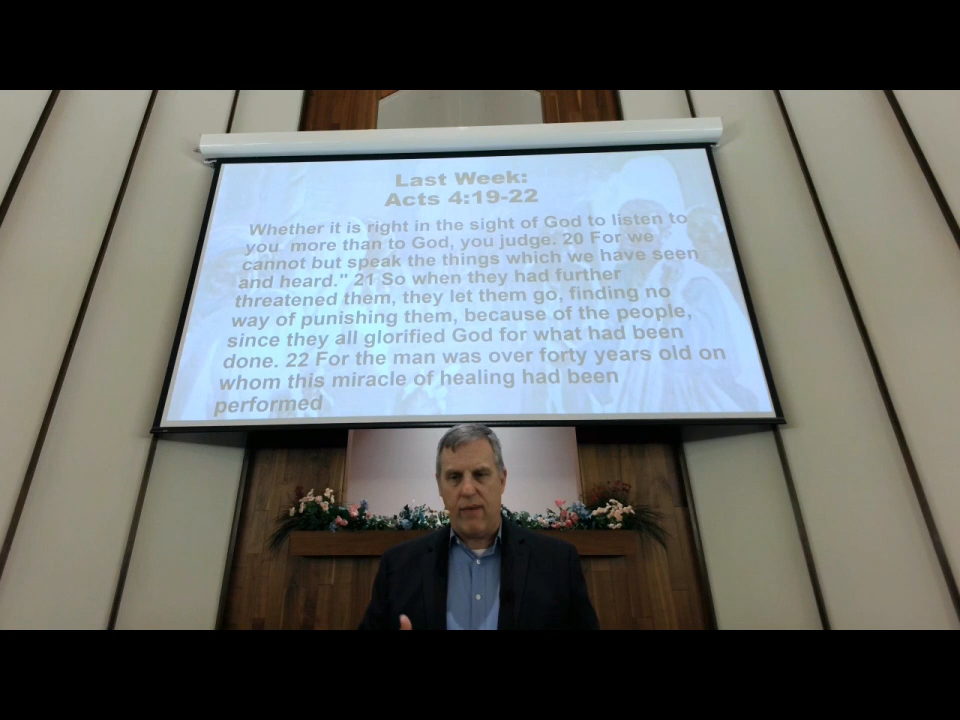 Last Week:
Acts 4:19-22
Whether it is right in the sight of God to listen to
you more than to God, you judge. 20 For we
cannot but speak the things which we have seen
and heard." 21 So when they had further
threatened them, they let them go, finding no
way of punishing them, because of the people,
since they all glorified God for what had been
done. 22 For the man was over forty years old on
whom this miracle of healing had been
performed